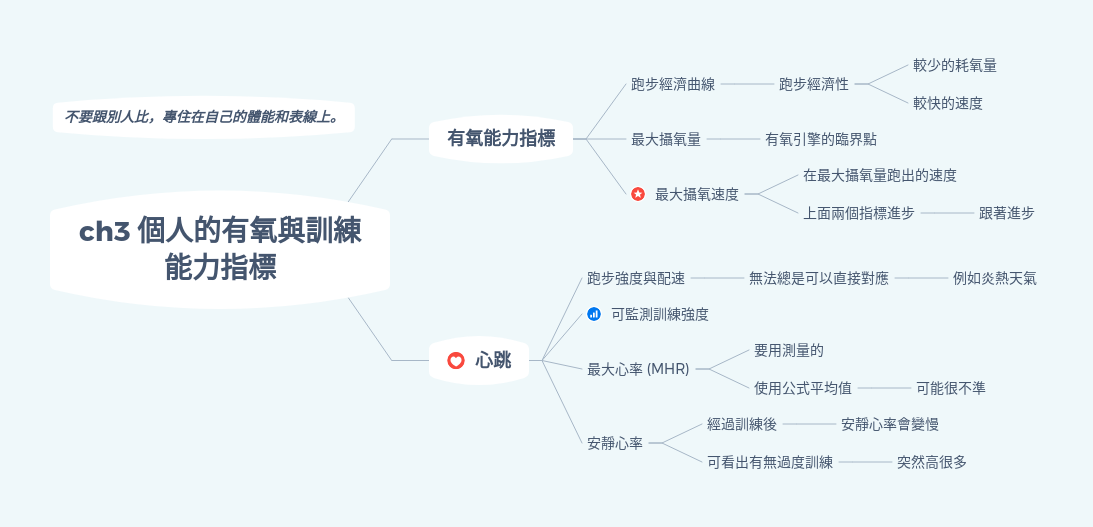 不要跟別人比，專住在自己的體能和表線上。
ch3 個人的有氧與訓練
能力指標
有氧能力指標
跑步經濟曲線
跑步經濟性
較少的耗氧量
較快的速度
最大攝氧量
有氧引擎的臨界點
最大攝氧速度
在最大攝氧量跑出的速度
上面兩個指標進步
跟著進步
心跳
跑步強度與配速
無法總是可以直接對應
例如炎熱天氣
可監測訓練強度
最大心率 (MHR)
要用測量的
使用公式平均值
可能很不準
安靜心率
經過訓練後
安靜心率會變慢
可看出有無過度訓練
突然高很多